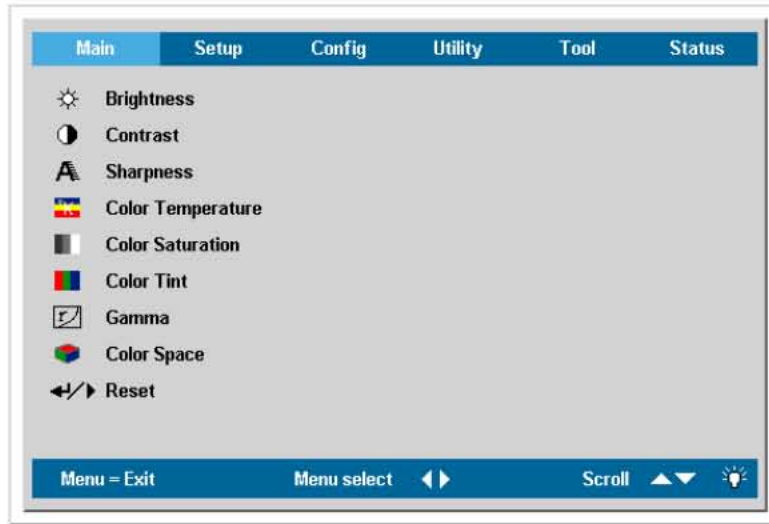 Main Setup Config Utility Tool Status
Brightness
Contrast
Sharpness
Color Temperature
Color Saturation
Color Tint
Gamma
Color Space
Reset
Menu = Exit Menu select Scroll